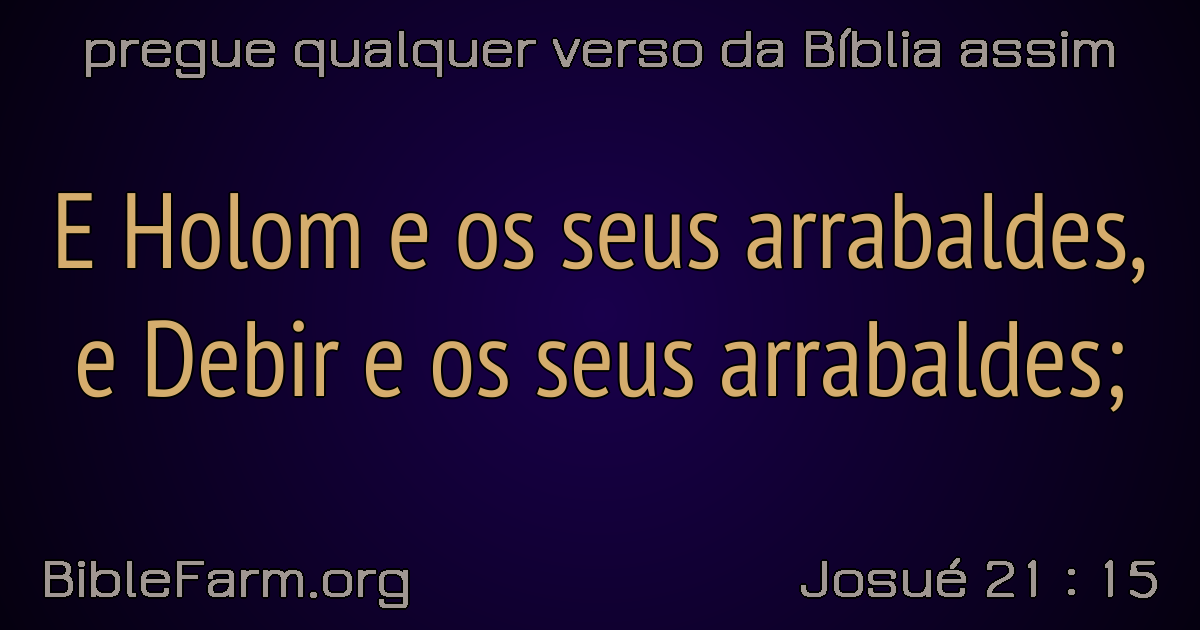 pregue qualquer verso da Bíblia assim
E Holom e os seus arrabaldes,
e Debir e os seus arrabaldes;
BibleFarm.org
Josué 21 : 15